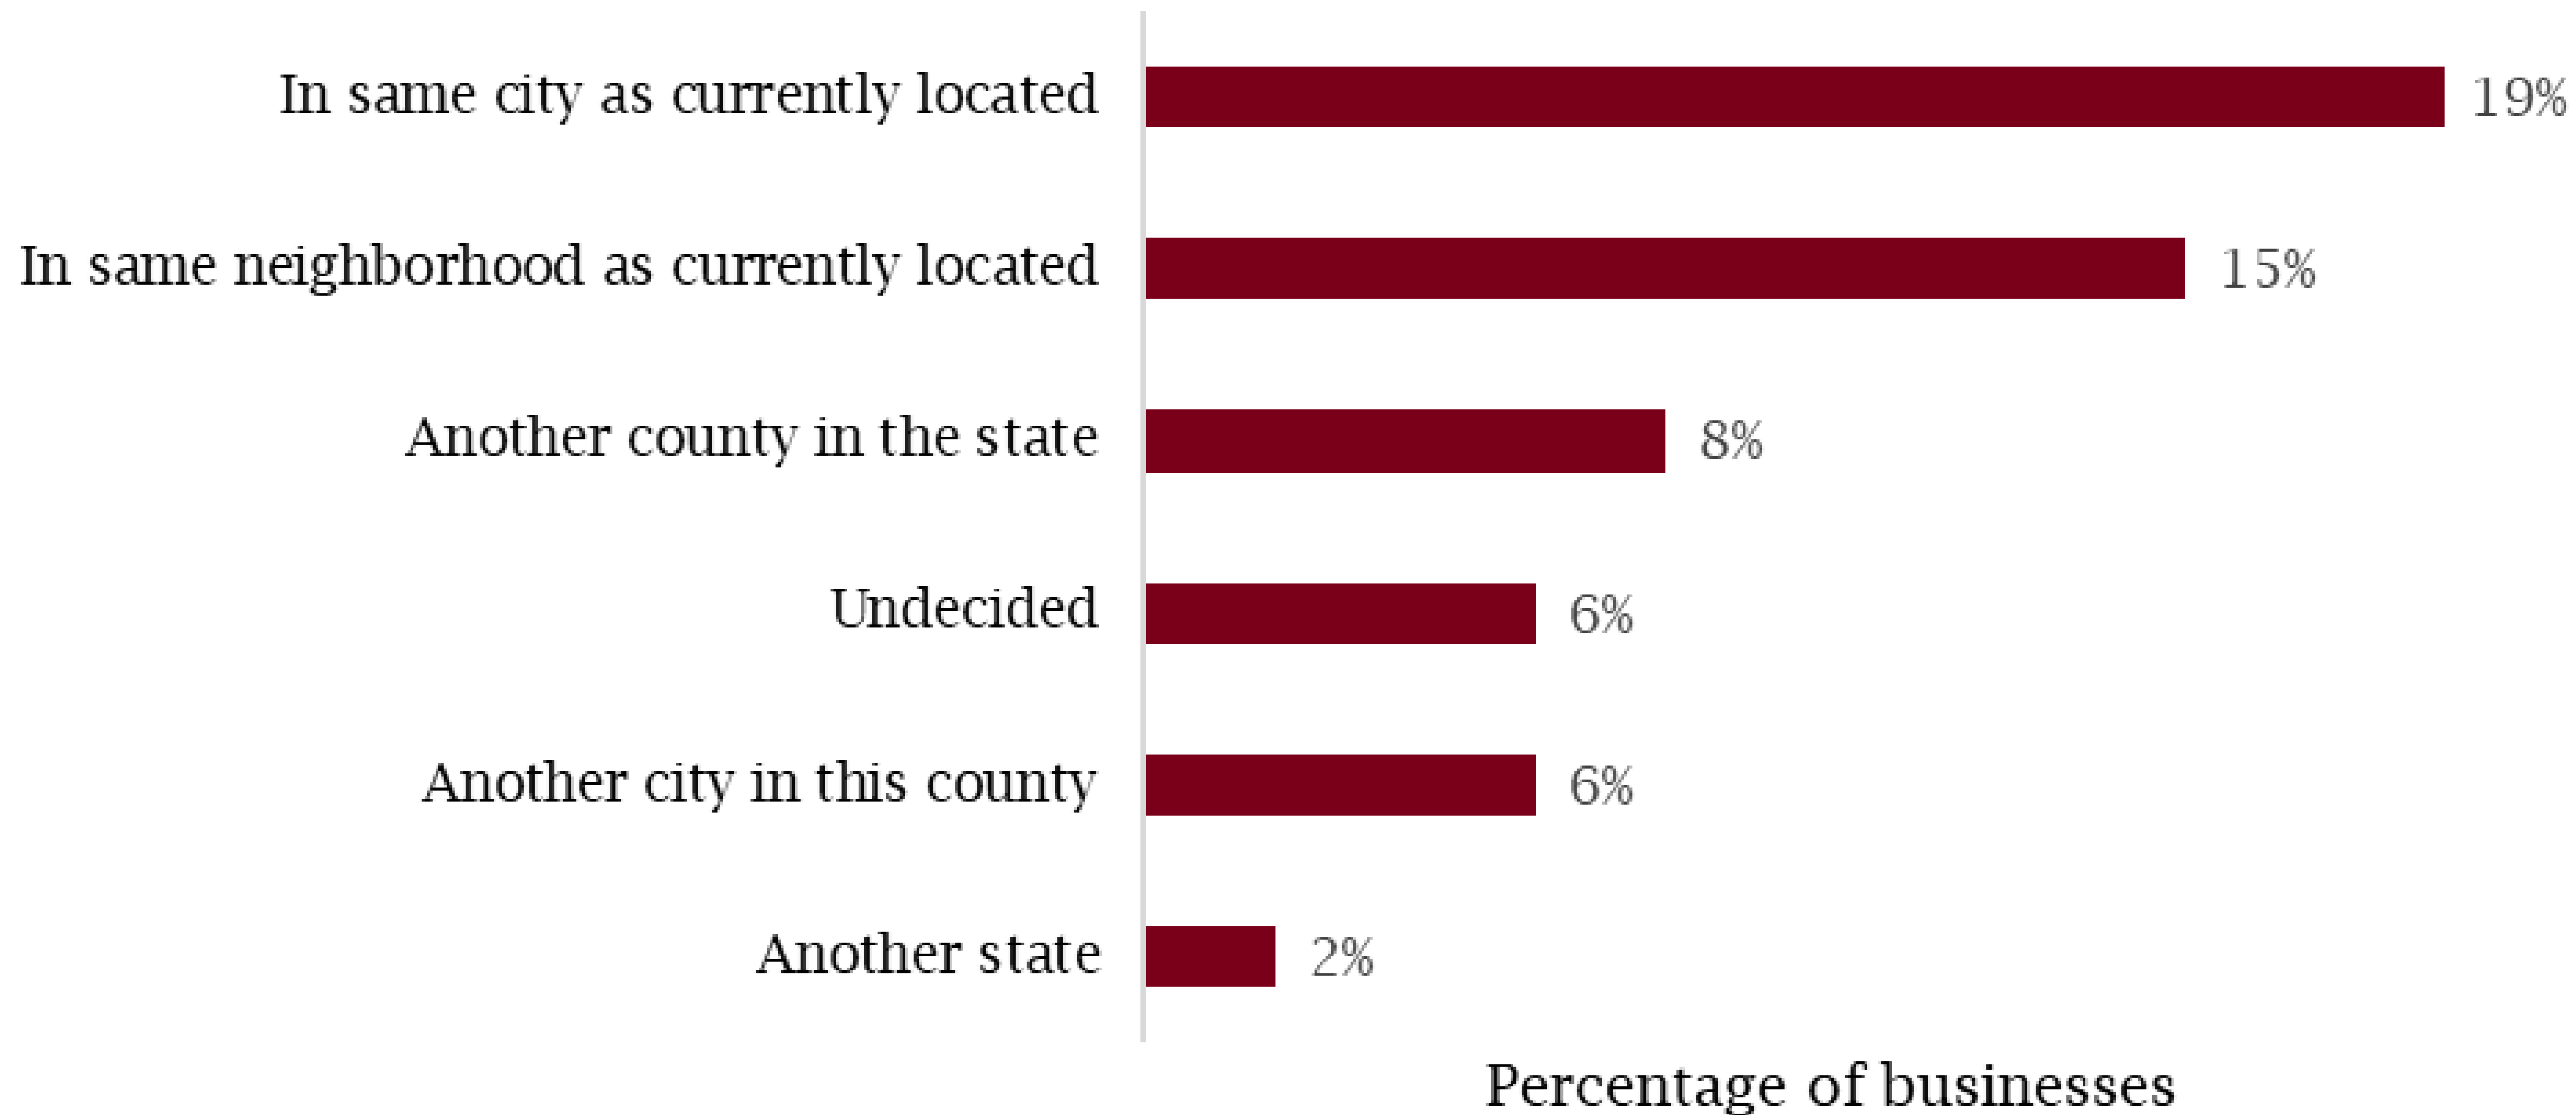 In same city as currently located 19%
In same neighborhood as currently located 15%
Another county in the state 8%
Undecided 6%
Another city in this county 6%
Another state 2%
Percentage of businesses